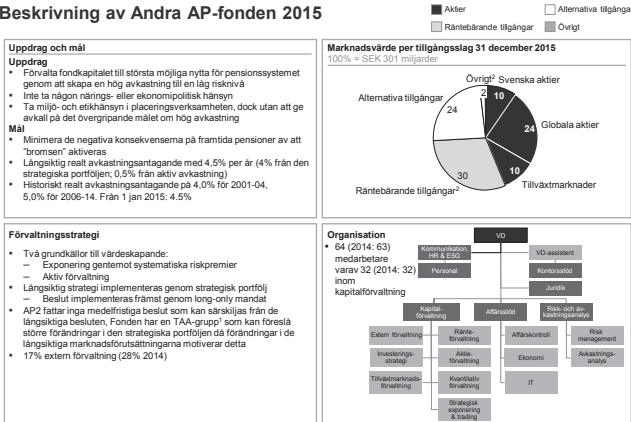 Beskrivning av Andra AP-fonden 2015
Aktier
Alternativa tillgångar
Räntebärande tillgångar
Övrigt
Uppdrag och mål
Uppdrag
▪ Förvalta fondkapitalet till största möjliga nytta för pensionssystemet
genom att skapa en hög avkastning till en låg risknivå
▪ Inte ta någon närings- eller ekonomipolitisk hänsyn
▪ Ta miljö- och etikhänsyn i placeringsverksamheten, dock utan att ge
avkall på det övergripande målet om hög avkastning
Mål
▪ Minimera de negativa konsekvenserna på framtida pensioner av att
"bromsen" aktiveras
▪ Långsiktig realt avkastningsantagande med 4,5% per år (4% från den
strategiska portföljen; 0,5% från aktiv avkastning)
▪ Historiskt realt avkastningsantagande på 4,0% för 2001-04,
5,0% för 2006-14. Från 1 jan 2015: 4.5%
Marknadsvärde per tillgångsslag 31 december 2015
100% = SEK 301 miljarder
Övrigt²
Svenska aktier
Alternativa tillgångar
2
10
24
24
Globala aktier
10
30
Tillväxtmarknader
Räntebärande tillgångar²
Förvaltningsstrategi
▪ Två grundkällor till värdeskapande:
– Exponering gentemot systematiska riskpremier
– Aktiv förvaltning
▪ Långsiktig strategi implementeras genom strategisk portfölj
– Beslut implementeras främst genom long-only mandat
▪ AP2 fattar inga medelfristiga beslut som kan särskiljas från de
långsiktiga besluten, Fonden har en TAA-grupp¹ som kan föreslå
större förändringar i den strategiska portföljen då förändringar i de
långsiktiga marknadsförutsättningarna motiverar detta
▪ 17% extern förvaltning (28% 2014)
Organisation
▪ 64 (2014: 63)
medarbetare
varav 32 (2014: 32)
inom
kapitalförvaltning
VD
Kommunikation,
HR & ESG
VD-assistent
Personal
Kontorsstöd
Juridik
Kapital-
förvaltning
Affärsstöd
Risk- och av-
kastningsanalys
Extern förvaltning
Ränte-
förvaltning
Affärskontroll
Risk
management
Investerings-
strategi
Aktie-
förvaltning
Ekonomi
Avkastnings-
analys
Tillväxtmarknads-
förvaltning
Kvantitativ
förvaltning
IT
Strategisk
exponering
& trading